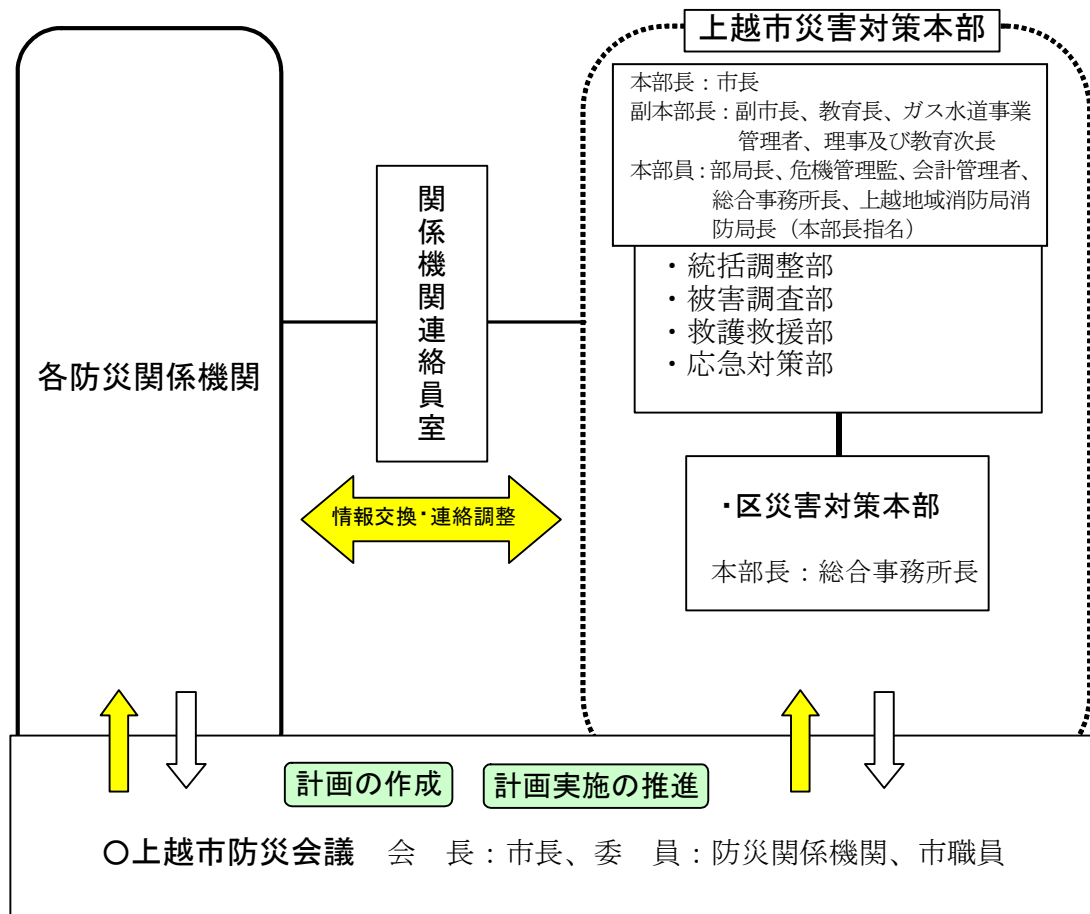 上越市災害対策本部
本部長：市長
副本部長：副市長、教育長、ガス水道事業
管理者、理事及び教育次長
本部員：部局長、危機管理監、会計管理者、
総合事務所長、上越地域消防局消
防局長（本部長指名）
・統括調整部
・被害調査部
・救護救援部
・応急対策部
関係機関連絡員室
各防災関係機関
情報交換・連絡調整
・区災害対策本部
本部長：総合事務所長
計画の作成 計画実施の推進
○上越市防災会議 会 長：市長、委 員：防災関係機関、市職員